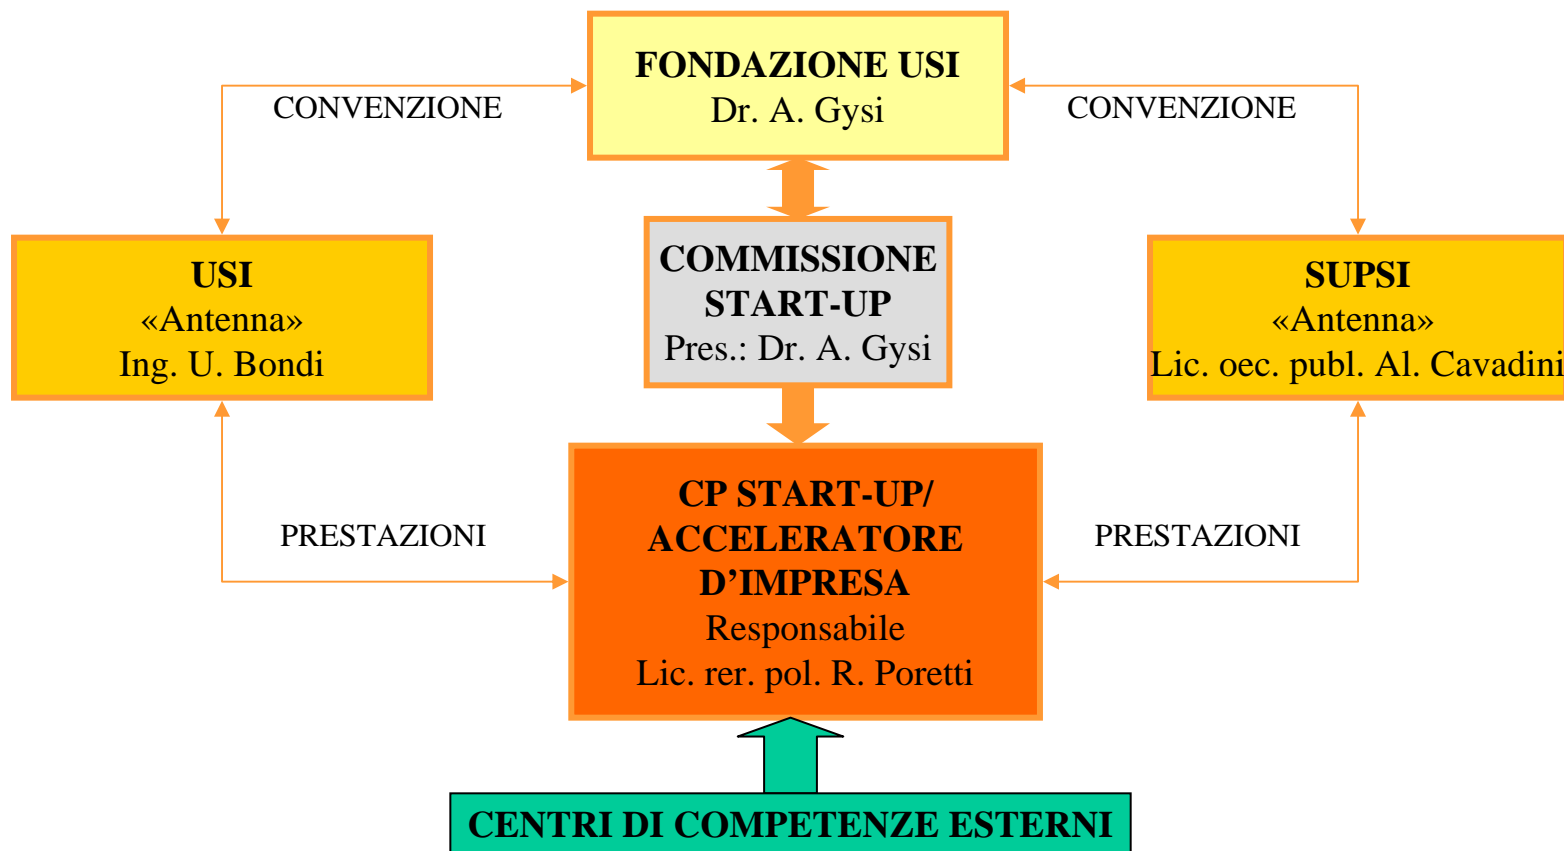 FONDAZIONE USI
Dr. A. Gysi
CONVENZIONE
CONVENZIONE
USI
«Antenna»
Ing. U. Bondi
COMMISSIONE
START-UP
Pres.: Dr. A. Gysi
SUPSI
«Antenna»
Lic. oec. publ. Al. Cavadini
PRESTAZIONI
CP START-UP/
ACCELERATORE
D’IMPRESA
Responsabile
Lic. rer. pol. R. Poretti
PRESTAZIONI
CENTRI DI COMPETENZE ESTERNI